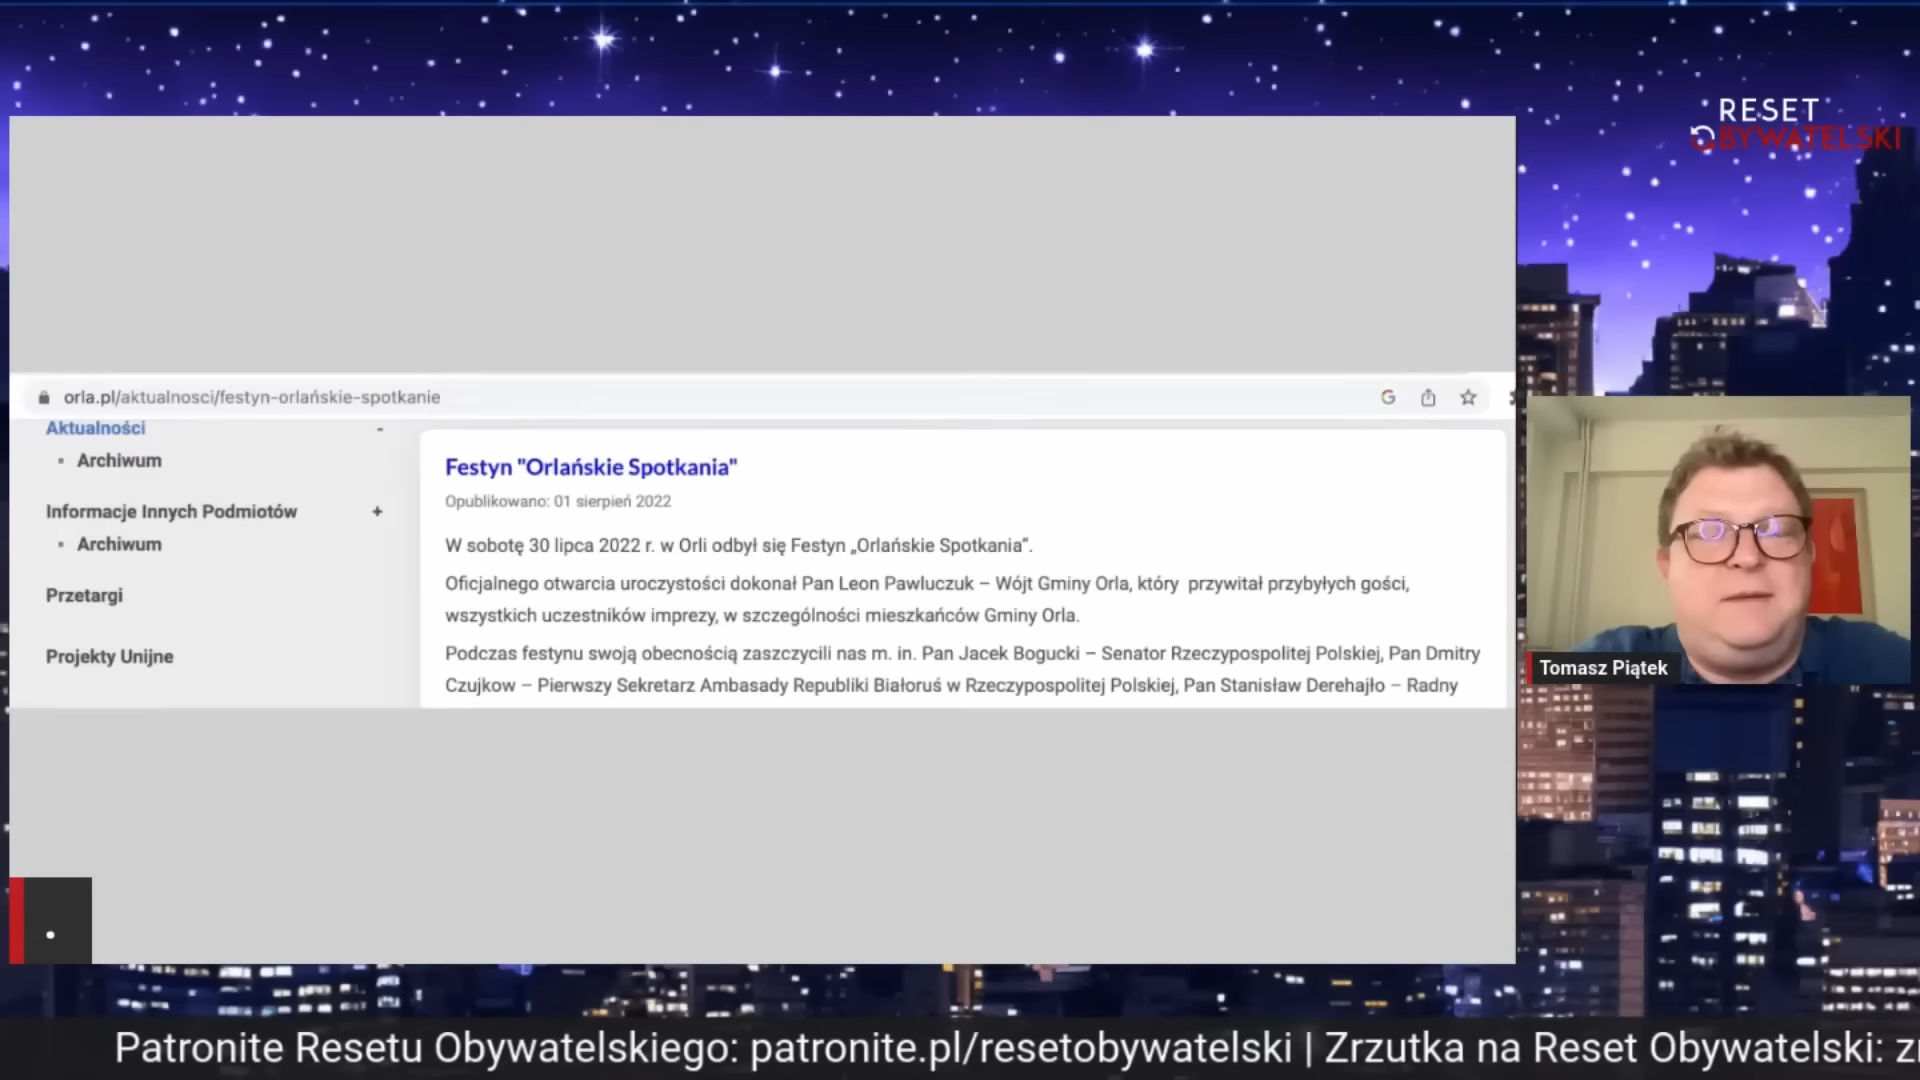 RESET
OBYWATELSKI
orla.pl/aktualnosci/festyn-orlańskie-spotkanie
Aktualności -
Archiwum
Informacje Innych Podmiotów +
Archiwum
Przetargi
Projekty Unijne
Festyn "Orlańskie Spotkania"
Opublikowano: 01 sierpień 2022
W sobotę 30 lipca 2022 r. w Orli odbył się Festyn „Orlańskie Spotkania”.
Oficjalnego otwarcia uroczystości dokonał Pan Leon Pawluczuk – Wójt Gminy Orla, który przywitał przybyłych gości,
wszystkich uczestników imprezy, w szczególności mieszkańców Gminy Orla.
Podczas festynu swoją obecnością zaszczycili nas m. in. Pan Jacek Bogucki – Senator Rzeczypospolitej Polskiej, Pan Dmitry
Czujkow – Pierwszy Sekretarz Ambasady Republiki Białoruś w Rzeczypospolitej Polskiej, Pan Stanisław Derehajło – Radny
Tomasz Piątek
.
Patronite Resetu Obywatelskiego: patronite.pl/resetobywatelski | Zrzutka na Reset Obywatelski: